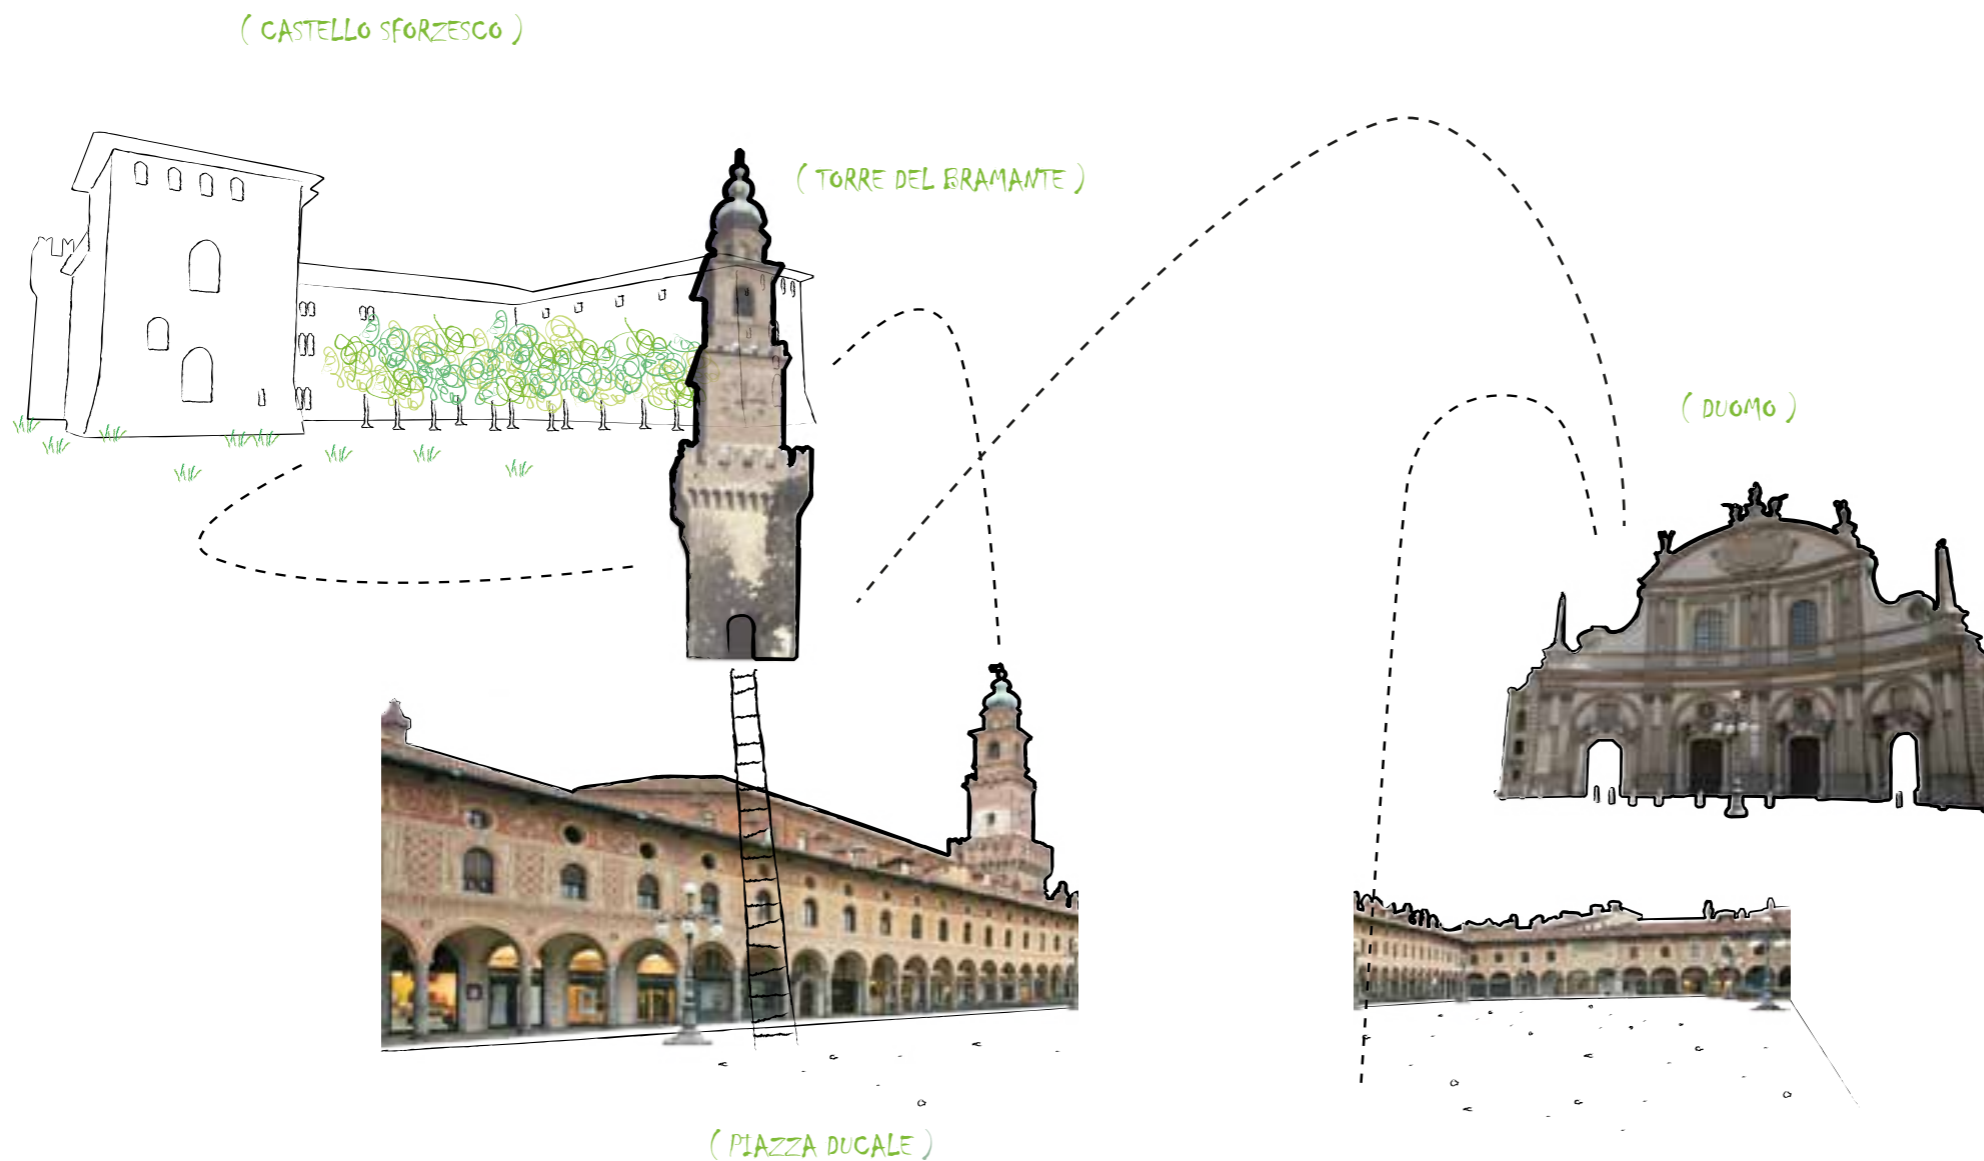 ( CASTELLO SFORZESCO )
( TORRE DEL BRAMANTE )
( DUOMO )
( PIAZZA DUCALE )